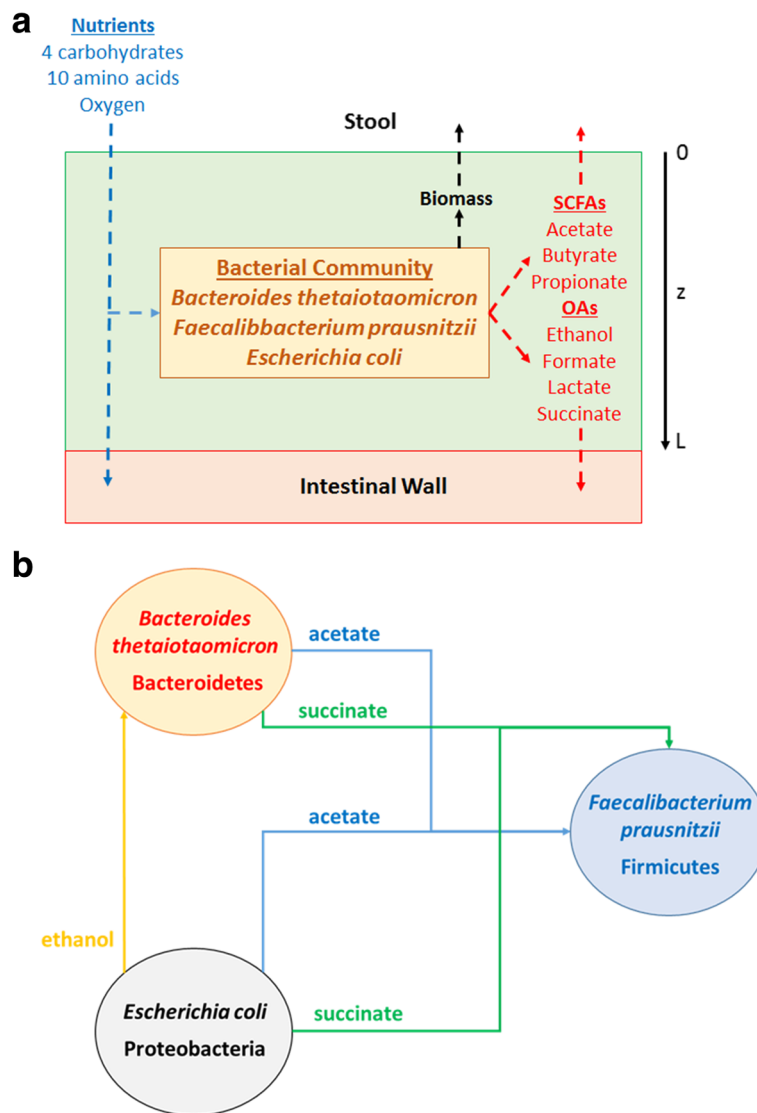 a
Nutrients
4 carbohydrates
10 amino acids
Oxygen
Stool
0
Biomass
SCFAs
Acetate
Butyrate
Propionate
OAs
Ethanol
Formate
Lactate
Succinate
Bacterial Community
Bacteroides thetaiotaomicron
Faecalibbacterium prausnitzii
Escherichia coli
z
L
Intestinal Wall
b
Bacteroides
thetaiotaomicron
Bacteroidetes
acetate
succinate
acetate
Faecalibacterium
prausnitzii
Firmicutes
ethanol
Escherichia coli
Proteobacteria
succinate